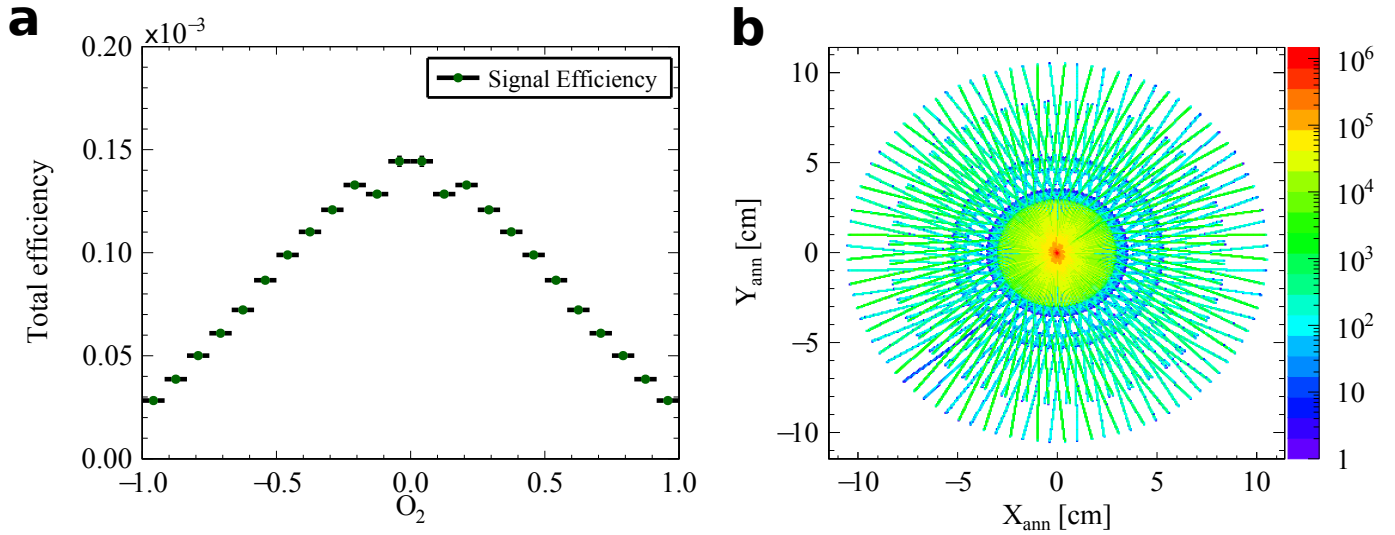 a
×10⁻³
0.20
0.15
0.10
0.05
0.00
Total efficiency
Signal Efficiency
−1.0 −0.5 0.0 0.5 1.0
O₂
b
10
5
0
−5
−10
Y_ann [cm]
−10 −5 0 5 10
X_ann [cm]
10⁶
10⁵
10⁴
10³
10²
10
1